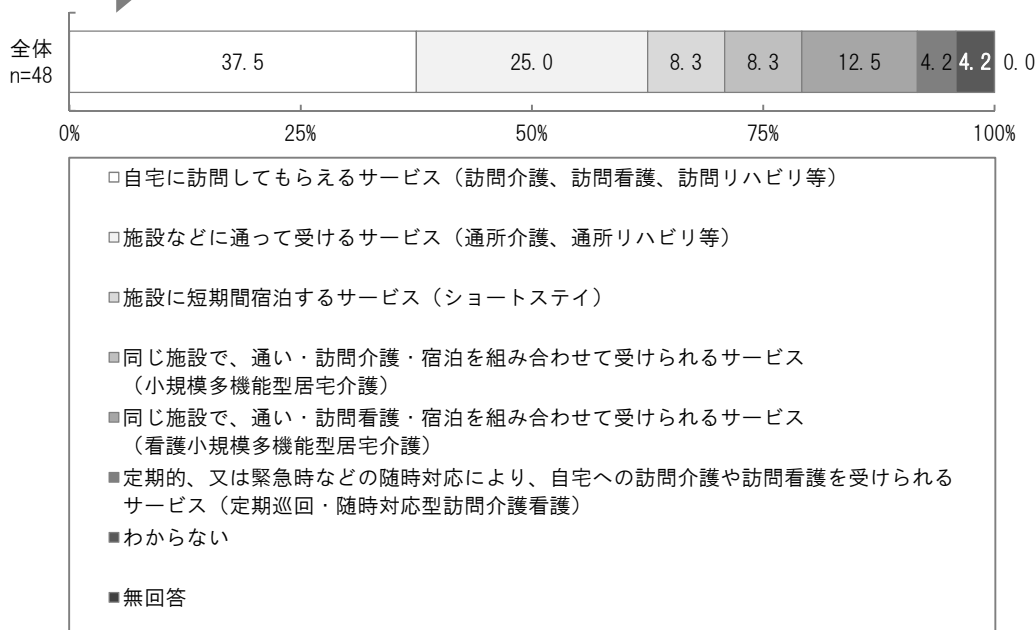 全体
n=48
37.5 25.0 8.3 8.3 12.5 4.2 4.2 0.0
0% 25% 50% 75% 100%
□自宅に訪問してもらえるサービス（訪問介護、訪問看護、訪問リハビリ等）
□施設などに通って受けるサービス（通所介護、通所リハビリ等）
■施設に短期間宿泊するサービス（ショートステイ）
■同じ施設で、通い・訪問介護・宿泊を組み合わせて受けられるサービス
（小規模多機能型居宅介護）
■同じ施設で、通い・訪問看護・宿泊を組み合わせて受けられるサービス
（看護小規模多機能型居宅介護）
■定期的、又は緊急時などの随時対応により、自宅への訪問介護や訪問看護を受けられる
サービス（定期巡回・随時対応型訪問介護看護）
■わからない
■無回答